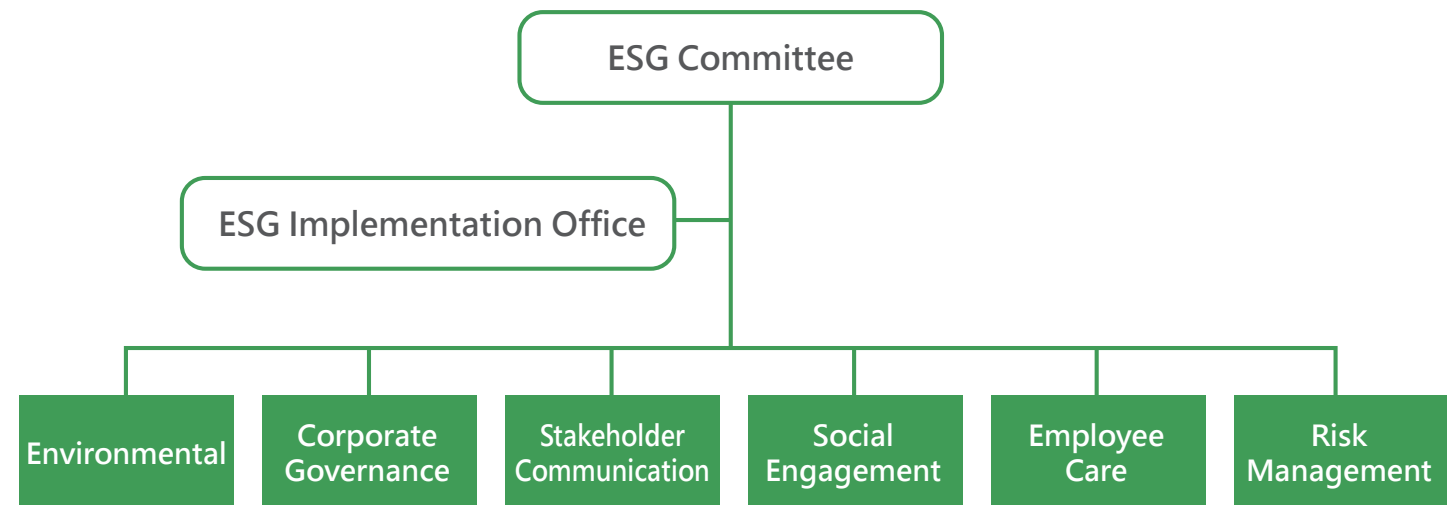 ESG Committee
ESG Implementation Office
Environmental
Corporate
Governance
Stakeholder
Communication
Social
Engagement
Employee
Care
Risk
Management